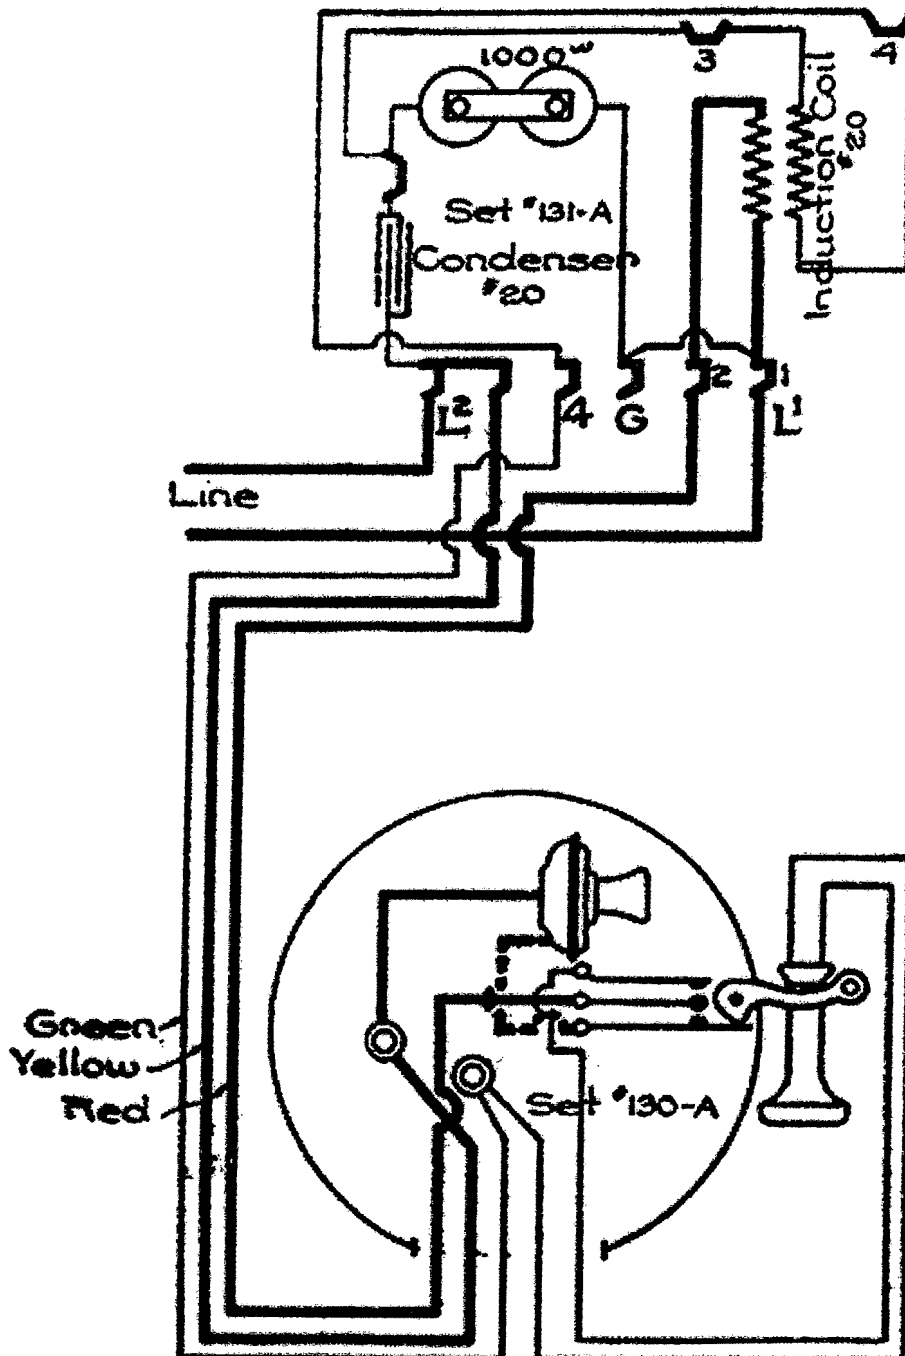 4
3
1000ω
Induction Coil
#20
Set #131-A
Condenser
#20
2
1
L2
4
G
L1
Line
Green
Yellow
Red
Set #130-A